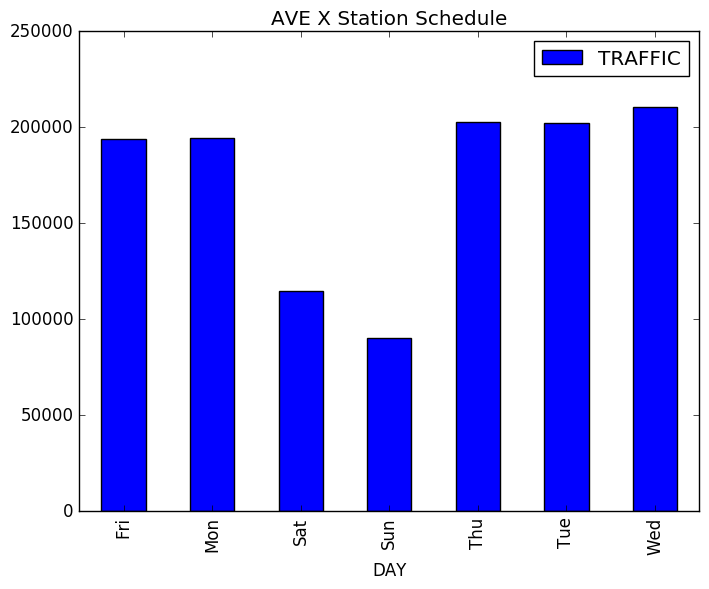 AVE X Station Schedule
TRAFFIC
250000
200000
150000
100000
50000
0
Fri
Mon
Sat
Sun
Thu
Tue
Wed
DAY